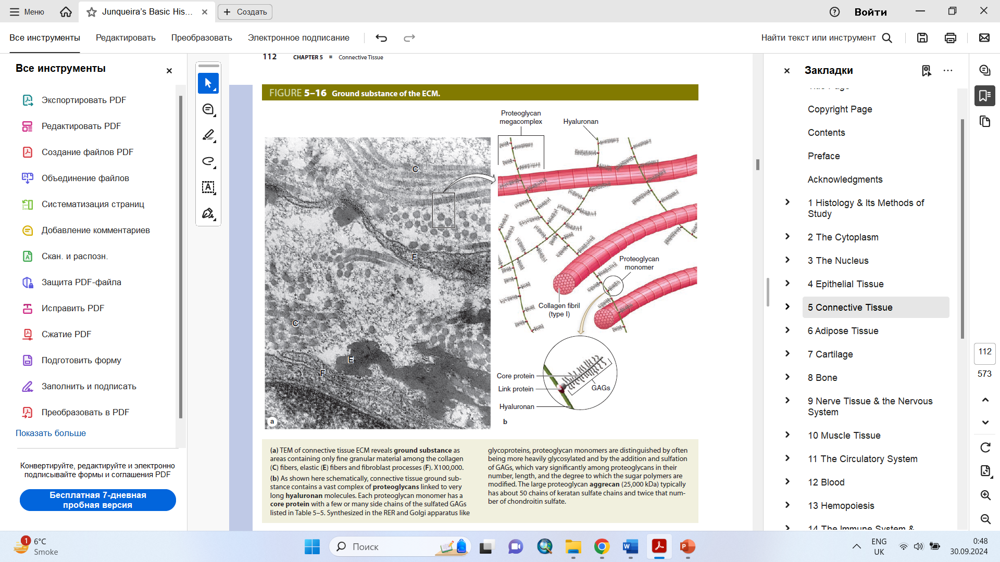 Меню
Junqueira's Basic His...
Создать
Войти
Все инструменты
Редактировать
Преобразовать
Электронное подписание
Найти текст или инструмент
Все инструменты
Экспортировать PDF
Редактировать PDF
Создание файлов PDF
Объединение файлов
Систематизация страниц
Добавление комментариев
Скан. и распозн.
Защита PDF-файла
Исправить PDF
Сжатие PDF
Подготовить форму
Заполнить и подписать
Преобразовать в PDF
Показать больше
Конвертируйте, редактируйте и электронно
подписывайте формы и соглашения PDF
Бесплатная 7-дневная
пробная версия
112 CHAPTER 5 ■ Connective Tissue
FIGURE 5–16 Ground substance of the ECM.
Proteoglycan
megacomplex
Hyaluronan
C
F
C
E
F
a
Proteoglycan
monomer
Collagen fibril
(type I)
Core protein
Link protein
GAGs
Hyaluronan
b
(a) TEM of connective tissue ECM reveals ground substance as
areas containing only fine granular material among the collagen
(C) fibers, elastic (E) fibers and fibroblast processes (F). X100,000.
(b) As shown here schematically, connective tissue ground sub-
stance contains a vast complex of proteoglycans linked to very
long hyaluronan molecules. Each proteoglycan monomer has a
core protein with a few or many side chains of the sulfated GAGs
listed in Table 5–5. Synthesized in the RER and Golgi apparatus like
glycoproteins, proteoglycan monomers are distinguished by often
being more heavily glycosylated and by the addition and sulfation
of GAGs, which vary significantly among proteoglycans in their
number, length, and the degree to which the sugar polymers are
modified. The large proteoglycan aggrecan (25,000 kDa) typically
has about 50 chains of keratan sulfate chains and twice that num-
ber of chondroitin sulfate.
Закладки
Title Page
Copyright Page
Contents
Preface
Acknowledgments
1 Histology & Its Methods of
Study
2 The Cytoplasm
3 The Nucleus
4 Epithelial Tissue
5 Connective Tissue
6 Adipose Tissue
7 Cartilage
8 Bone
9 Nerve Tissue & the Nervous
System
10 Muscle Tissue
11 The Circulatory System
12 Blood
13 Hemopoiesis
14 The Immune System &
112
573
1
6°C
Smoke
Поиск
ENG
UK
0:48
30.09.2024